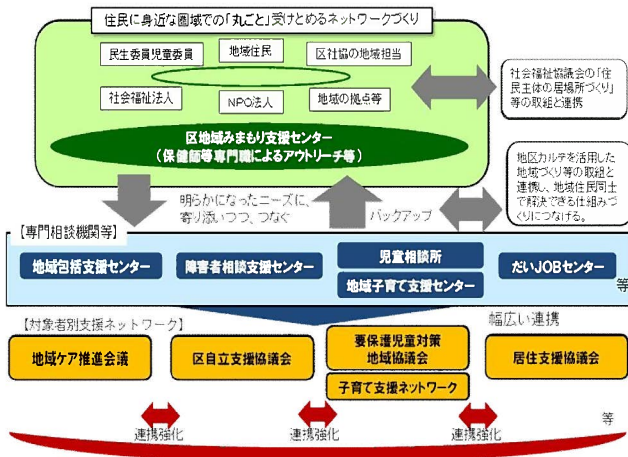 住民に身近な圏域での「丸ごと」受けとめるネットワークづくり
民生委員児童委員
地域住民
区社協の地域担当
社会福祉法人
NPO法人
地域の拠点等
区地域みまもり支援センター
（保健師等専門職によるアウトリーチ等）
社会福祉協議会の「住
民主体の居場所づくり」
等の取組と連携
地区カルテを活用した
地域づくり等の取組と
連携し、地域住民同士
で解決できる仕組みづ
くりにつなげる。
明らかになったニーズに、
寄り添いつつ、つなぐ
バックアップ
【専門相談機関等】
地域包括支援センター
障害者相談支援センター
児童相談所
地域子育て支援センター
だいJOBセンター
等
【対象者別支援ネットワーク】
幅広い連携
地域ケア推進会議
区自立支援協議会
要保護児童対策
地域協議会
子育て支援ネットワーク
居住支援協議会
等
連携強化
連携強化
連携強化